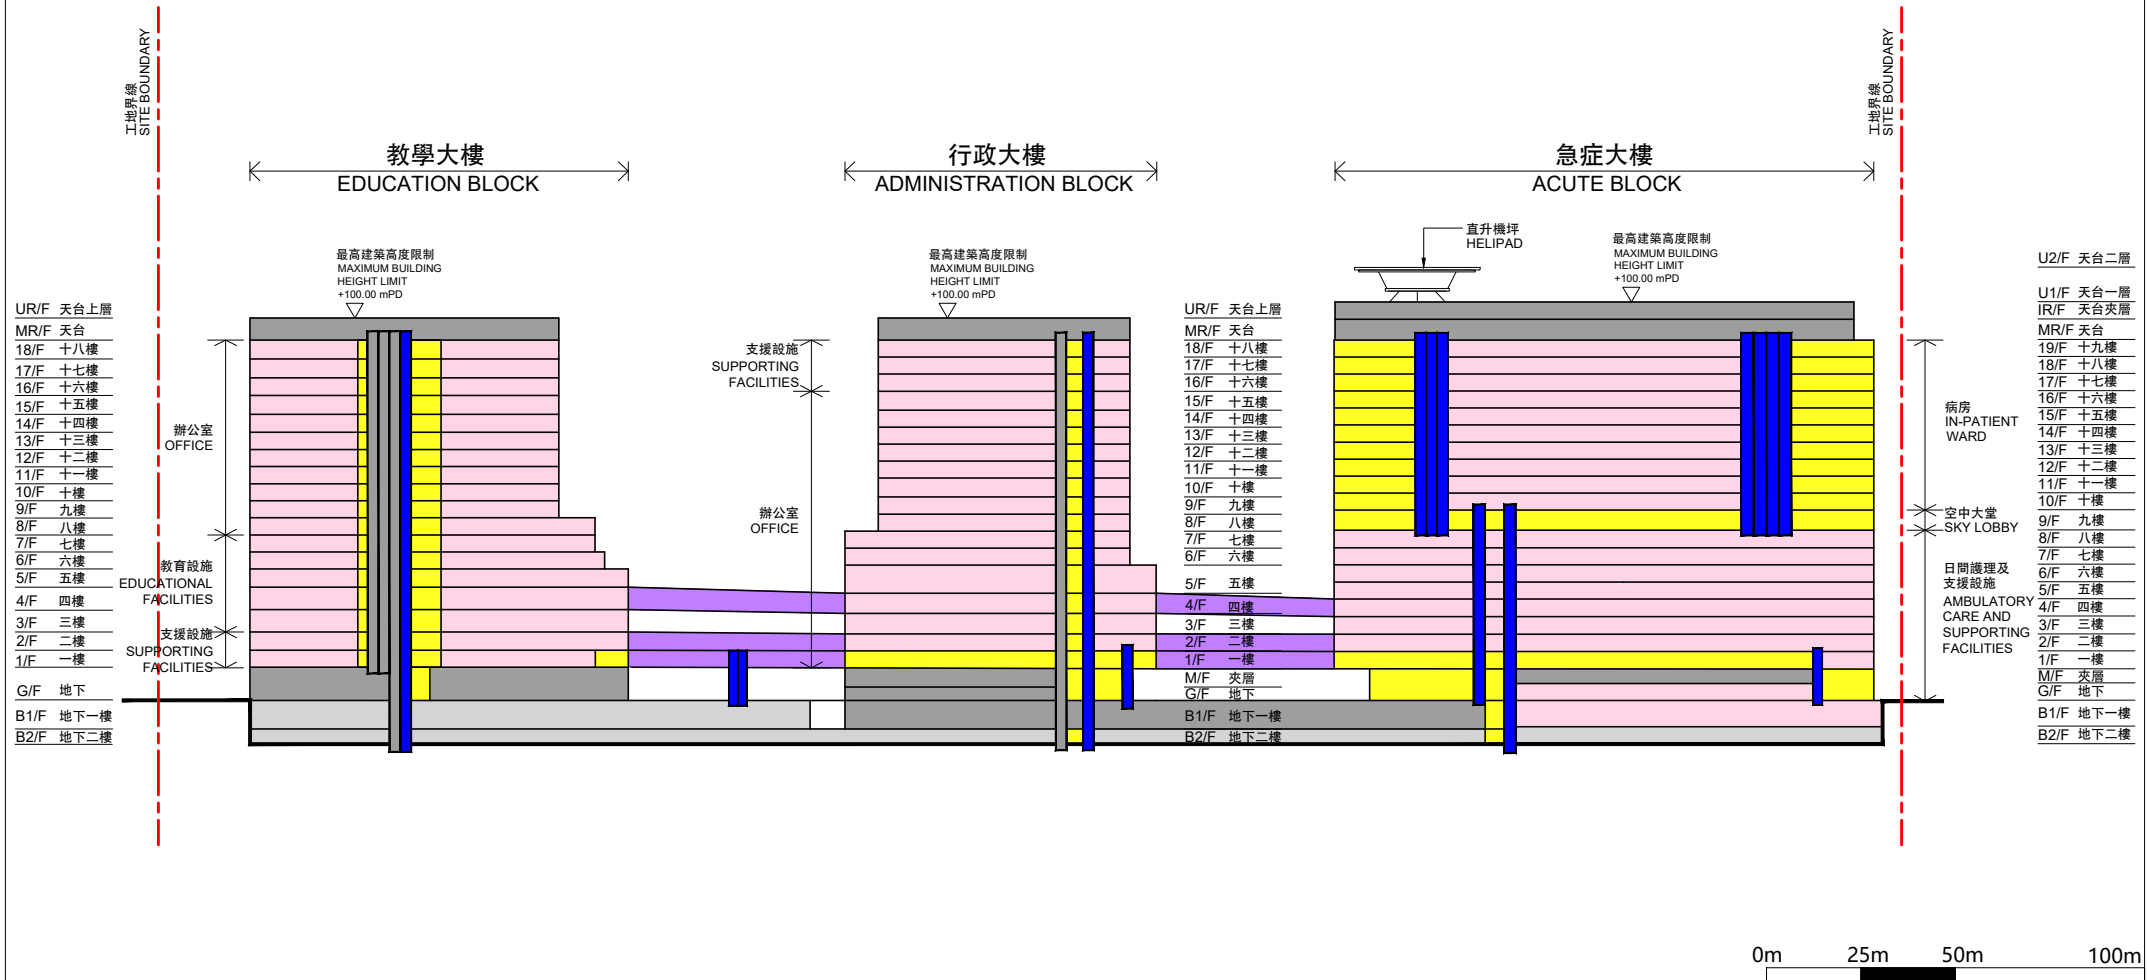 工地界線
SITE BOUNDARY
工地界線
SITE BOUNDARY
教學大樓
EDUCATION BLOCK
行政大樓
ADMINISTRATION BLOCK
急症大樓
ACUTE BLOCK
直升機坪
HELIPAD
最高建築高度限制
MAXIMUM BUILDING
HEIGHT LIMIT
+100.00 mPD
最高建築高度限制
MAXIMUM BUILDING
HEIGHT LIMIT
+100.00 mPD
最高建築高度限制
MAXIMUM BUILDING
HEIGHT LIMIT
+100.00 mPD
UR/F 天台上層
MR/F 天台
18/F 十八樓
17/F 十七樓
16/F 十六樓
15/F 十五樓
14/F 十四樓
13/F 十三樓
12/F 十二樓
11/F 十一樓
10/F 十樓
9/F 九樓
8/F 八樓
7/F 七樓
6/F 六樓
5/F 五樓
4/F 四樓
3/F 三樓
2/F 二樓
1/F 一樓
G/F 地下
B1/F 地下一樓
B2/F 地下二樓
辦公室
OFFICE
教育設施
EDUCATIONAL
FACILITIES
支援設施
SUPPORTING
FACILITIES
支援設施
SUPPORTING
FACILITIES
辦公室
OFFICE
UR/F 天台上層
MR/F 天台
18/F 十八樓
17/F 十七樓
16/F 十六樓
15/F 十五樓
14/F 十四樓
13/F 十三樓
12/F 十二樓
11/F 十一樓
10/F 十樓
9/F 九樓
8/F 八樓
7/F 七樓
6/F 六樓
5/F 五樓
4/F 四樓
3/F 三樓
2/F 二樓
1/F 一樓
M/F 夾層
G/F 地下
B1/F 地下一樓
B2/F 地下二樓
病房
IN-PATIENT
WARD
空中大堂
SKY LOBBY
日間護理及
支援設施
AMBULATORY
CARE AND
SUPPORTING
FACILITIES
U2/F 天台二層
U1/F 天台一層
IR/F 天台夾層
MR/F 天台
19/F 十九樓
18/F 十八樓
17/F 十七樓
16/F 十六樓
15/F 十五樓
14/F 十四樓
13/F 十三樓
12/F 十二樓
11/F 十一樓
10/F 十樓
9/F 九樓
8/F 八樓
7/F 七樓
6/F 六樓
5/F 五樓
4/F 四樓
3/F 三樓
2/F 二樓
1/F 一樓
M/F 夾層
G/F 地下
B1/F 地下一樓
B2/F 地下二樓
0m 25m 50m 100m